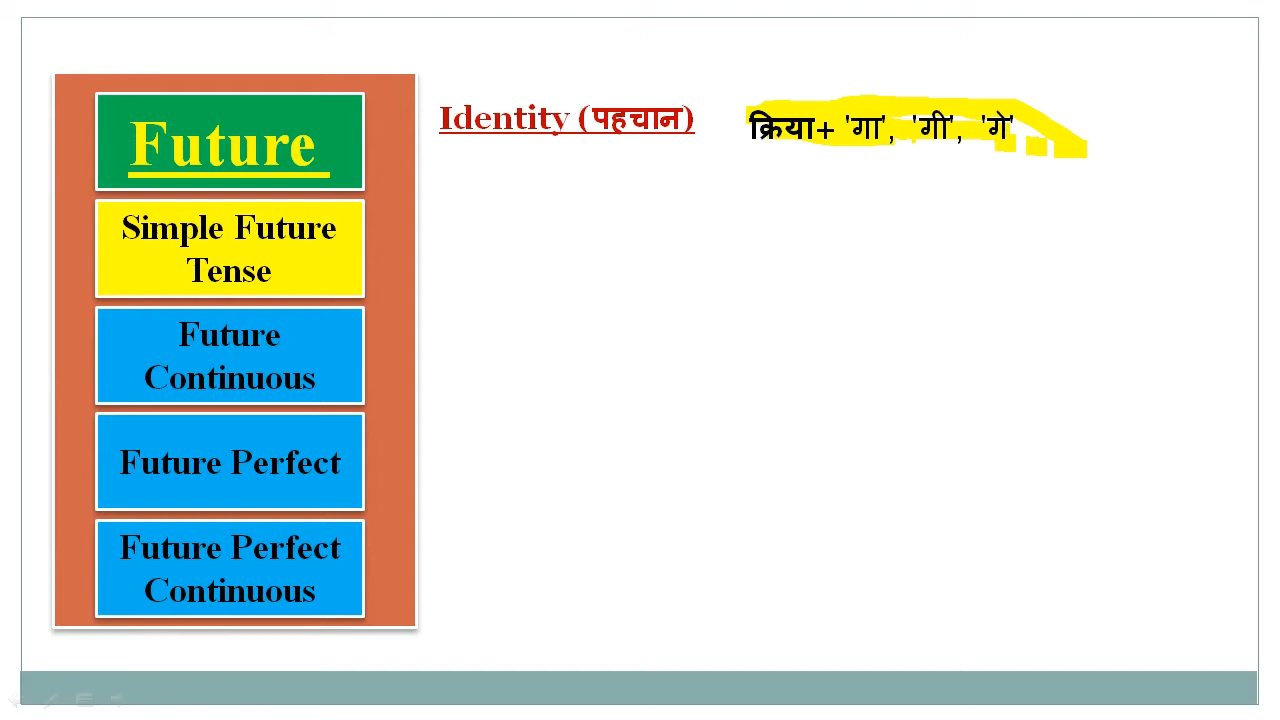 Future
Simple Future
Tense
Future
Continuous
Future Perfect
Future Perfect
Continuous
Identity (पहचान)
क्रिया+ 'गा', 'गी', 'गे'